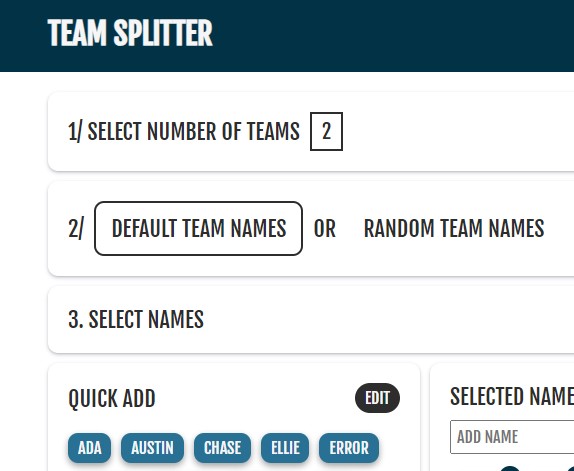 TEAM SPLITTER
1/ SELECT NUMBER OF TEAMS 2
2/ DEFAULT TEAM NAMES OR RANDOM TEAM NAMES
3. SELECT NAMES
QUICK ADD EDIT
ADA AUSTIN CHASE ELLIE ERROR
SELECTED NAME
ADD NAME